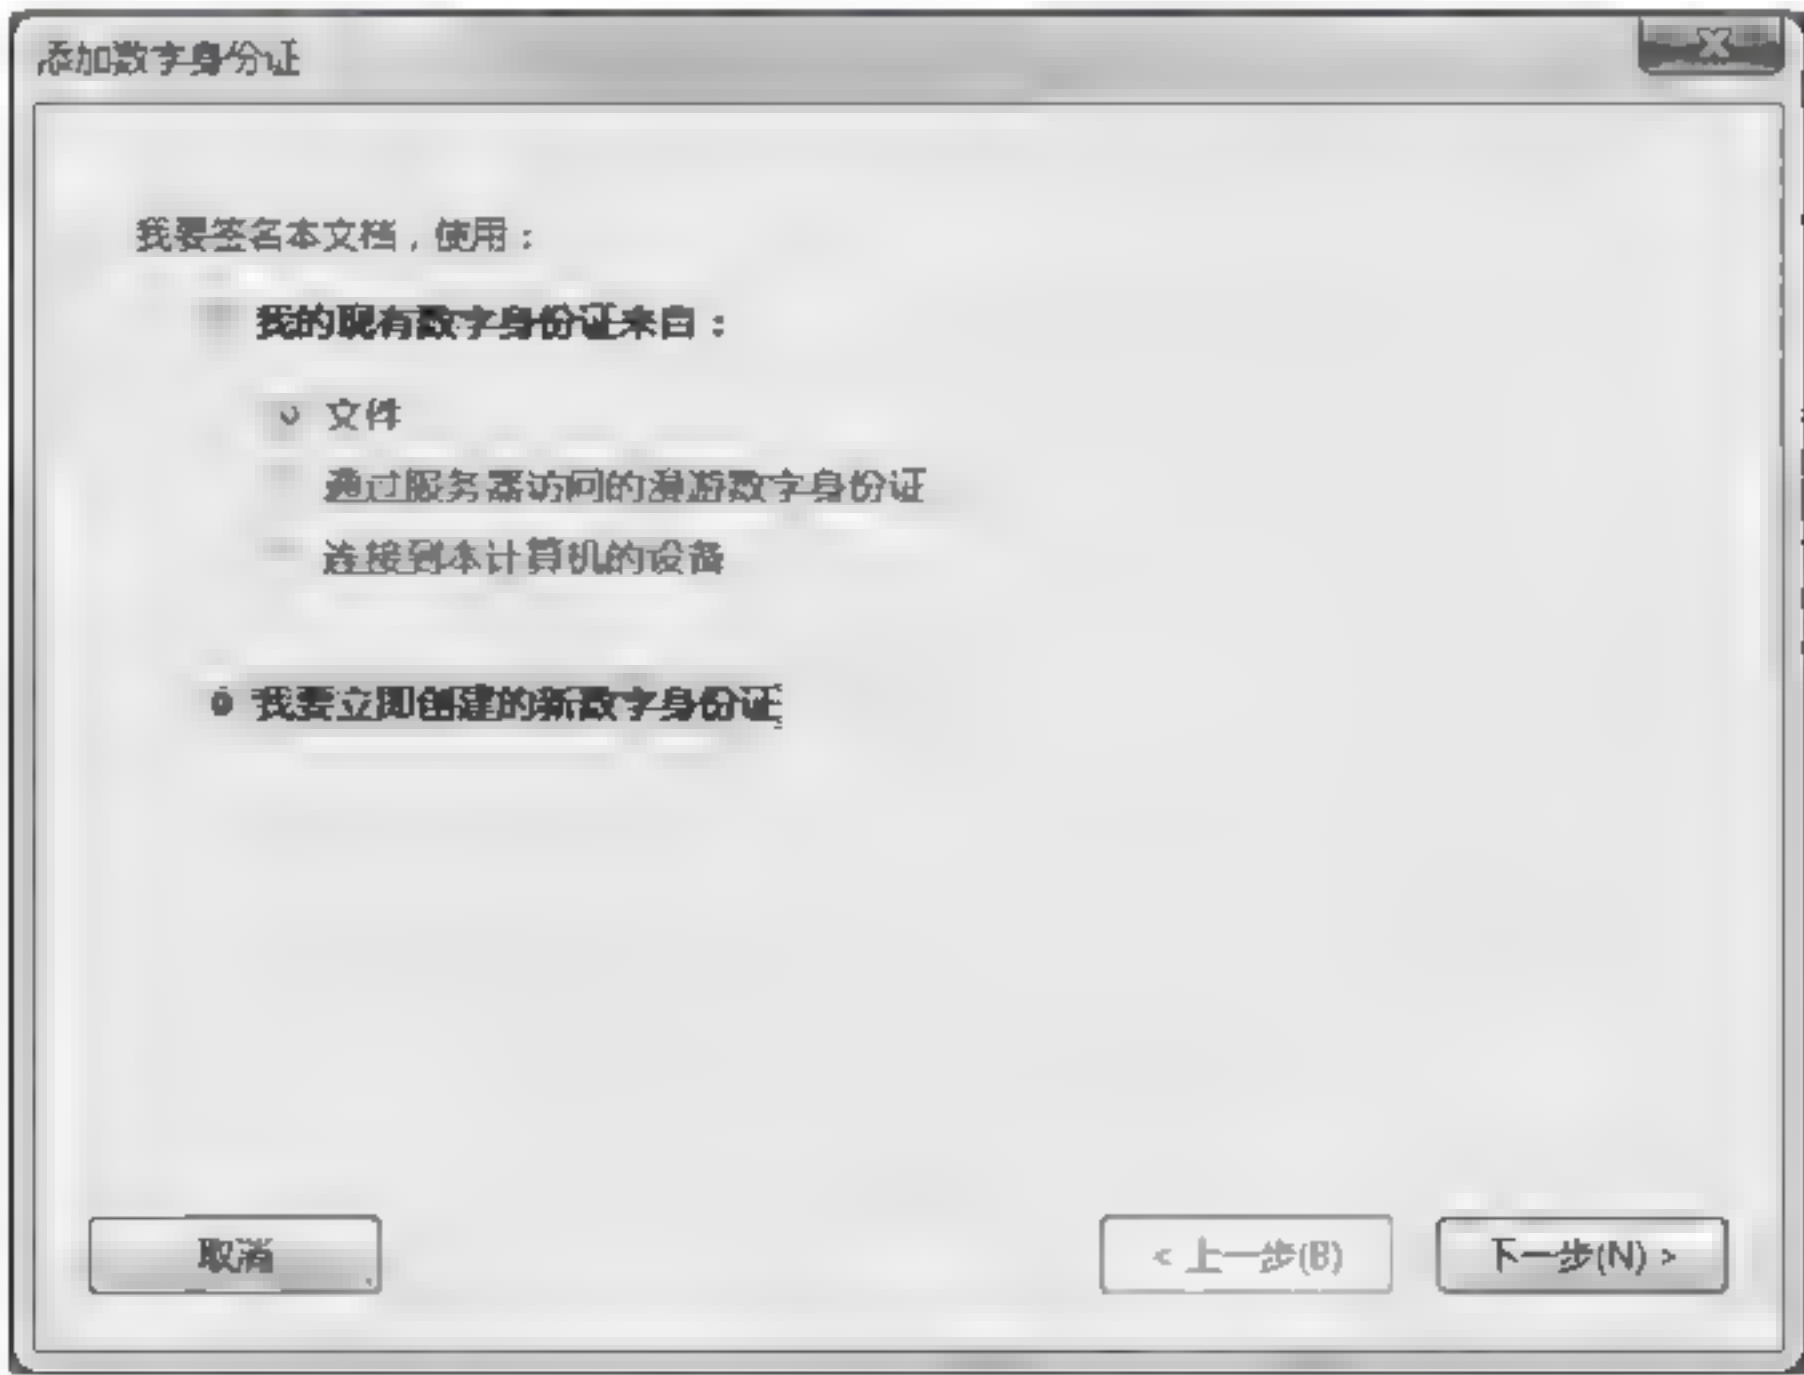 添加数字身份证
我要签名本文档，使用：
我的现有数字身份证来自：
文件
通过服务器访问的漫游数字身份证
连接到本计算机的设备
我要立即创建的新数字身份证
取消
< 上一步(B)
下一步(N) >